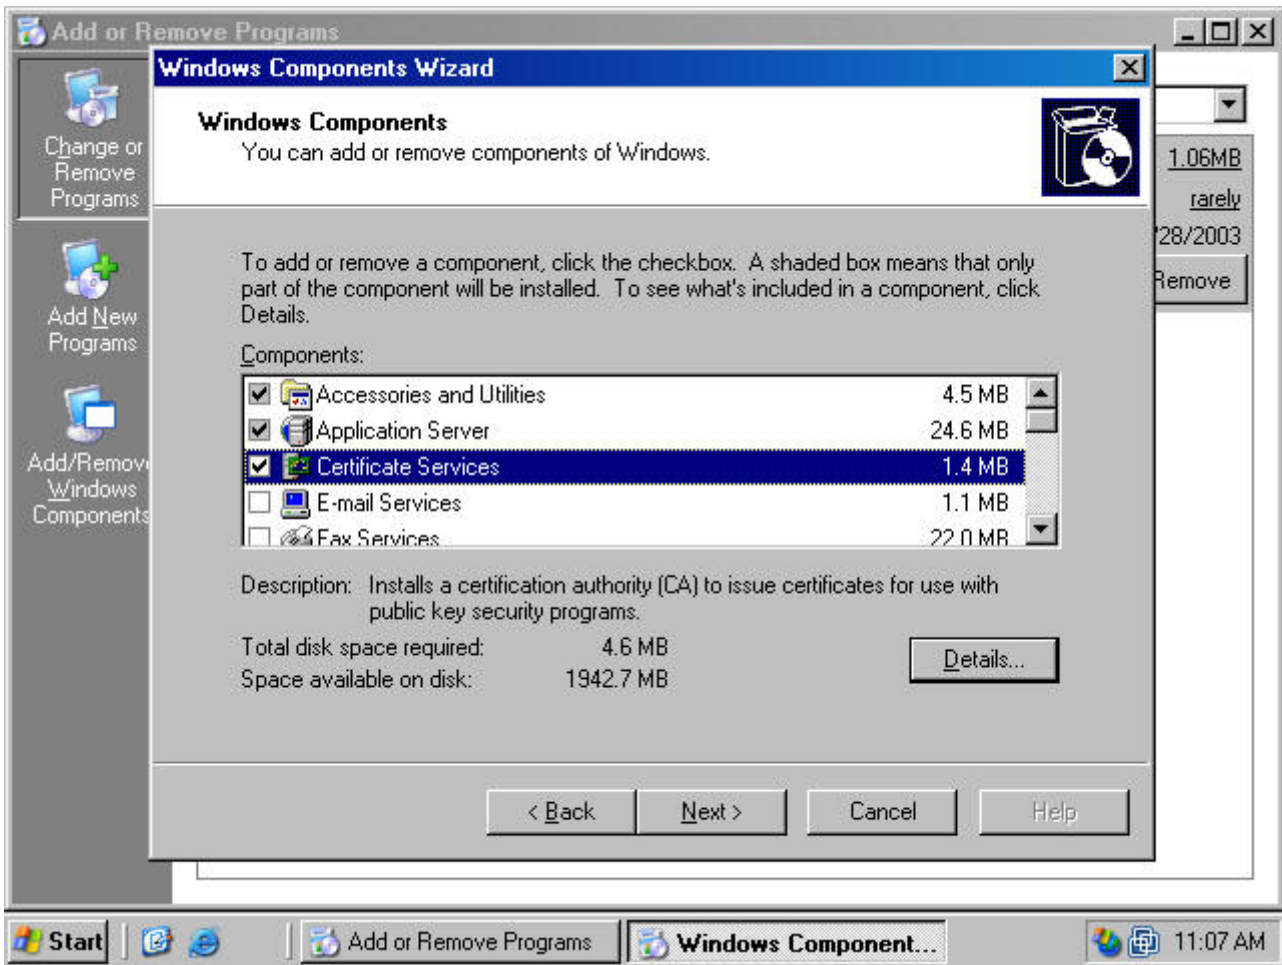 Add or Remove Programs
Windows Components Wizard
Windows Components
You can add or remove components of Windows.
Change or
Remove
Programs
1.06MB
rarely
28/2003
Remove
Add New
Programs
To add or remove a component, click the checkbox. A shaded box means that only
part of the component will be installed. To see what's included in a component, click
Details.
Components:
Accessories and Utilities 4.5 MB
Application Server 24.6 MB
Certificate Services 1.4 MB
E-mail Services 1.1 MB
Fax Services 22.0 MB
Add/Remove
Windows
Components
Description: Installs a certification authority (CA) to issue certificates for use with
public key security programs.
Total disk space required: 4.6 MB
Space available on disk: 1942.7 MB
Details...
< Back Next > Cancel Help
Start Add or Remove Programs Windows Component... 11:07 AM